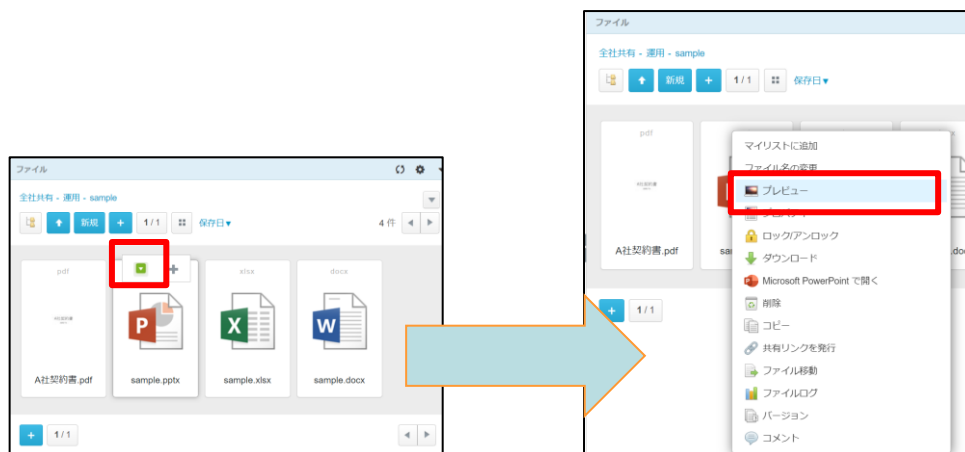 ファイル
全社共有 - 運用 - sample
新規 + 1 / 1 保存日▼ 4 件
pdf xlsx docx
A社契約書.pdf sample.pptx sample.xlsx sample.docx
+ 1 / 1
ファイル
全社共有 - 運用 - sample
新規 + 1 / 1 保存日▼
pdf
A社契約書.pdf
+ 1 / 1
マイリストに追加
ファイル名の変更
プレビュー
ロック/アンロック
ダウンロード
Microsoft PowerPoint で開く
削除
コピー
共有リンクを発行
ファイル移動
ファイルログ
バージョン
コメント